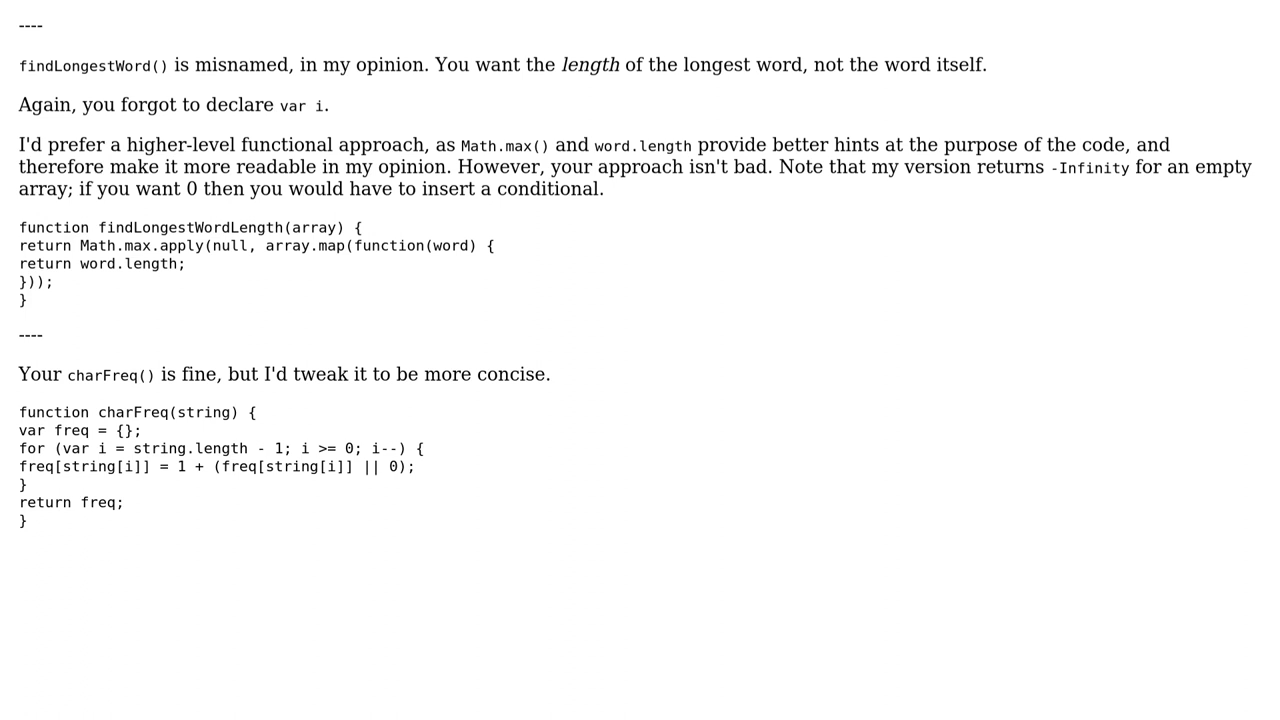 ----
findLongestWord() is misnamed, in my opinion. You want the length of the longest word, not the word itself.
Again, you forgot to declare var i.
I'd prefer a higher-level functional approach, as Math.max() and word.length provide better hints at the purpose of the code, and
therefore make it more readable in my opinion. However, your approach isn't bad. Note that my version returns -Infinity for an empty
array; if you want 0 then you would have to insert a conditional.
function findLongestWordLength(array) {
return Math.max.apply(null, array.map(function(word) {
return word.length;
}));
}
----
Your charFreq() is fine, but I'd tweak it to be more concise.
function charFreq(string) {
var freq = {};
for (var i = string.length - 1; i >= 0; i--) {
freq[string[i]] = 1 + (freq[string[i]] || 0);
}
return freq;
}